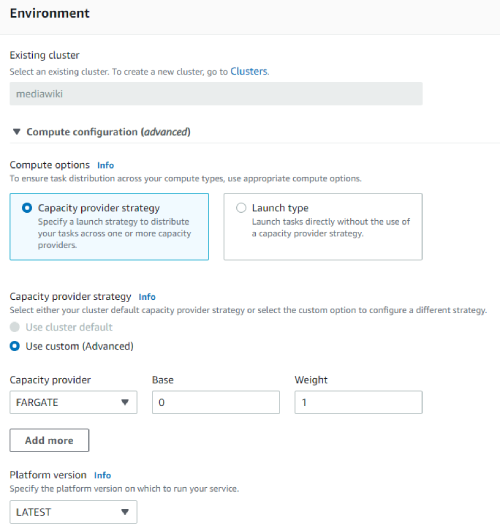 Environment
Existing cluster
Select an existing cluster. To create a new cluster, go to Clusters.
mediawiki
Compute configuration (advanced)
Compute options Info
To ensure task distribution across your compute types, use appropriate compute options.
Capacity provider strategy
Specify a launch strategy to distribute
your tasks across one or more capacity
providers.
Launch type
Launch tasks directly without the use of
a capacity provider strategy.
Capacity provider strategy Info
Select either your cluster default capacity provider strategy or select the custom option to configure a different strategy.
Use cluster default
Use custom (Advanced)
Capacity provider Base Weight
FARGATE 0 1
Add more
Platform version Info
Specify the platform version on which to run your service.
LATEST